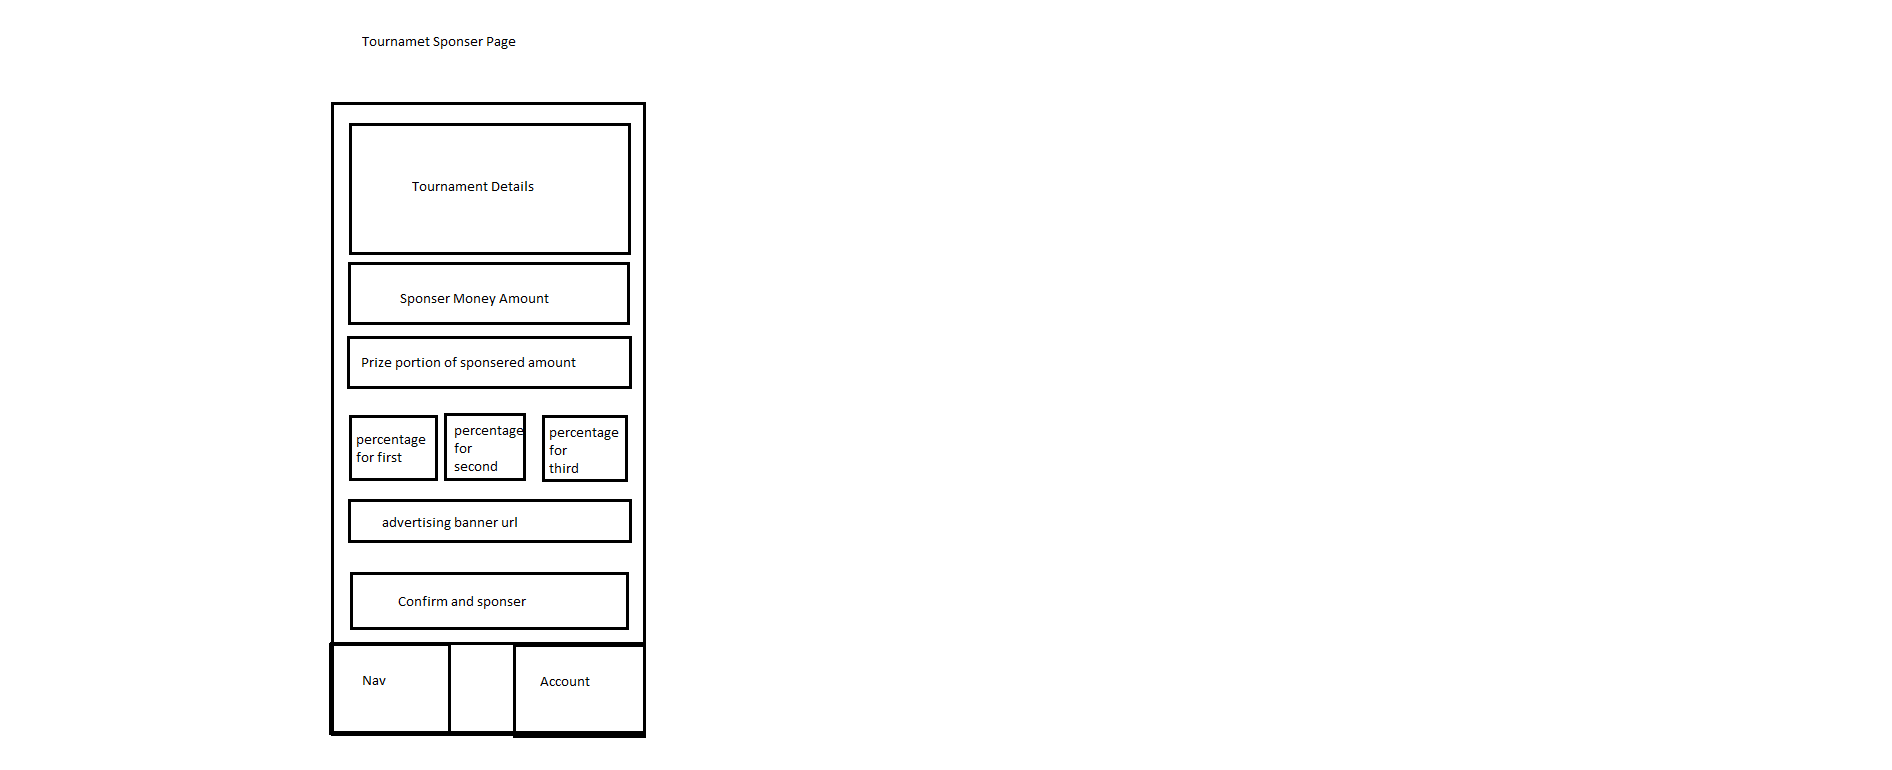 Tournamet Sponser Page
Tournament Details
Sponser Money Amount
Prize portion of sponsered amount
percentage
for first
percentage
for
second
percentage
for
third
advertising banner url
Confirm and sponser
Nav
Account